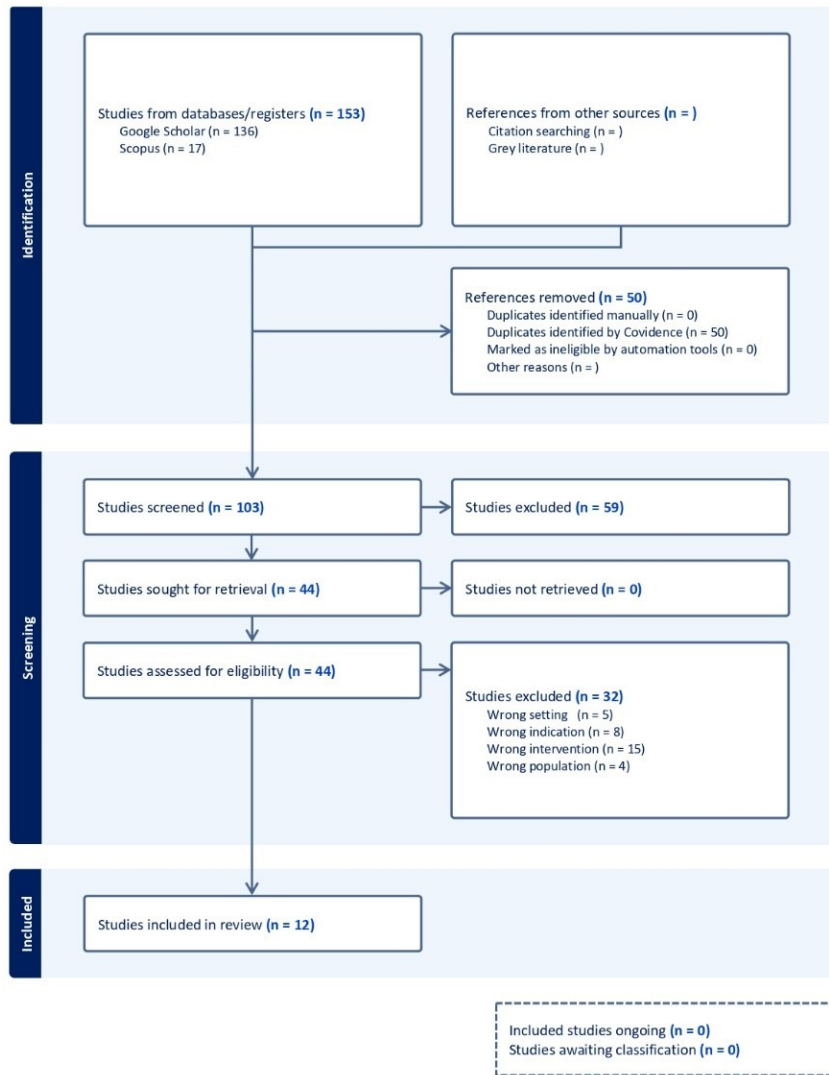 Identification
Studies from databases/registers (n = 153)
Google Scholar (n = 136)
Scopus (n = 17)
References from other sources (n = )
Citation searching (n = )
Grey literature (n = )
References removed (n = 50)
Duplicates identified manually (n = 0)
Duplicates identified by Covidence (n = 50)
Marked as ineligible by automation tools (n = 0)
Other reasons (n = )
Screening
Studies screened (n = 103)
Studies excluded (n = 59)
Studies sought for retrieval (n = 44)
Studies not retrieved (n = 0)
Studies assessed for eligibility (n = 44)
Studies excluded (n = 32)
Wrong setting (n = 5)
Wrong indication (n = 8)
Wrong intervention (n = 15)
Wrong population (n = 4)
Included
Studies included in review (n = 12)
Included studies ongoing (n = 0)
Studies awaiting classification (n = 0)